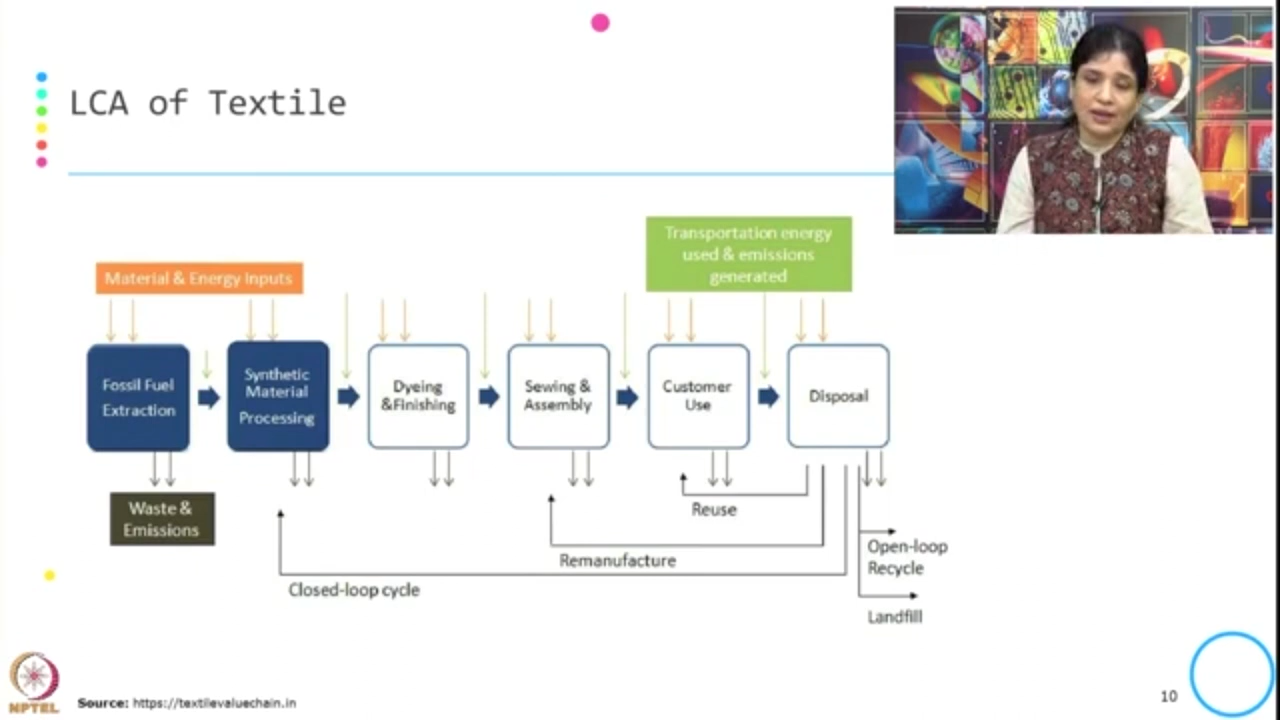 LCA of Textile
Transportation energy
used & emissions
generated
Material & Energy Inputs
Fossil Fuel
Extraction
Synthetic
Material
Processing
Dyeing
&Finishing
Sewing &
Assembly
Customer
Use
Disposal
Waste &
Emissions
Reuse
Remanufacture
Closed-loop cycle
Open-loop
Recycle
Landfill
NPTEL
Source: https://textilevaluechain.in
10